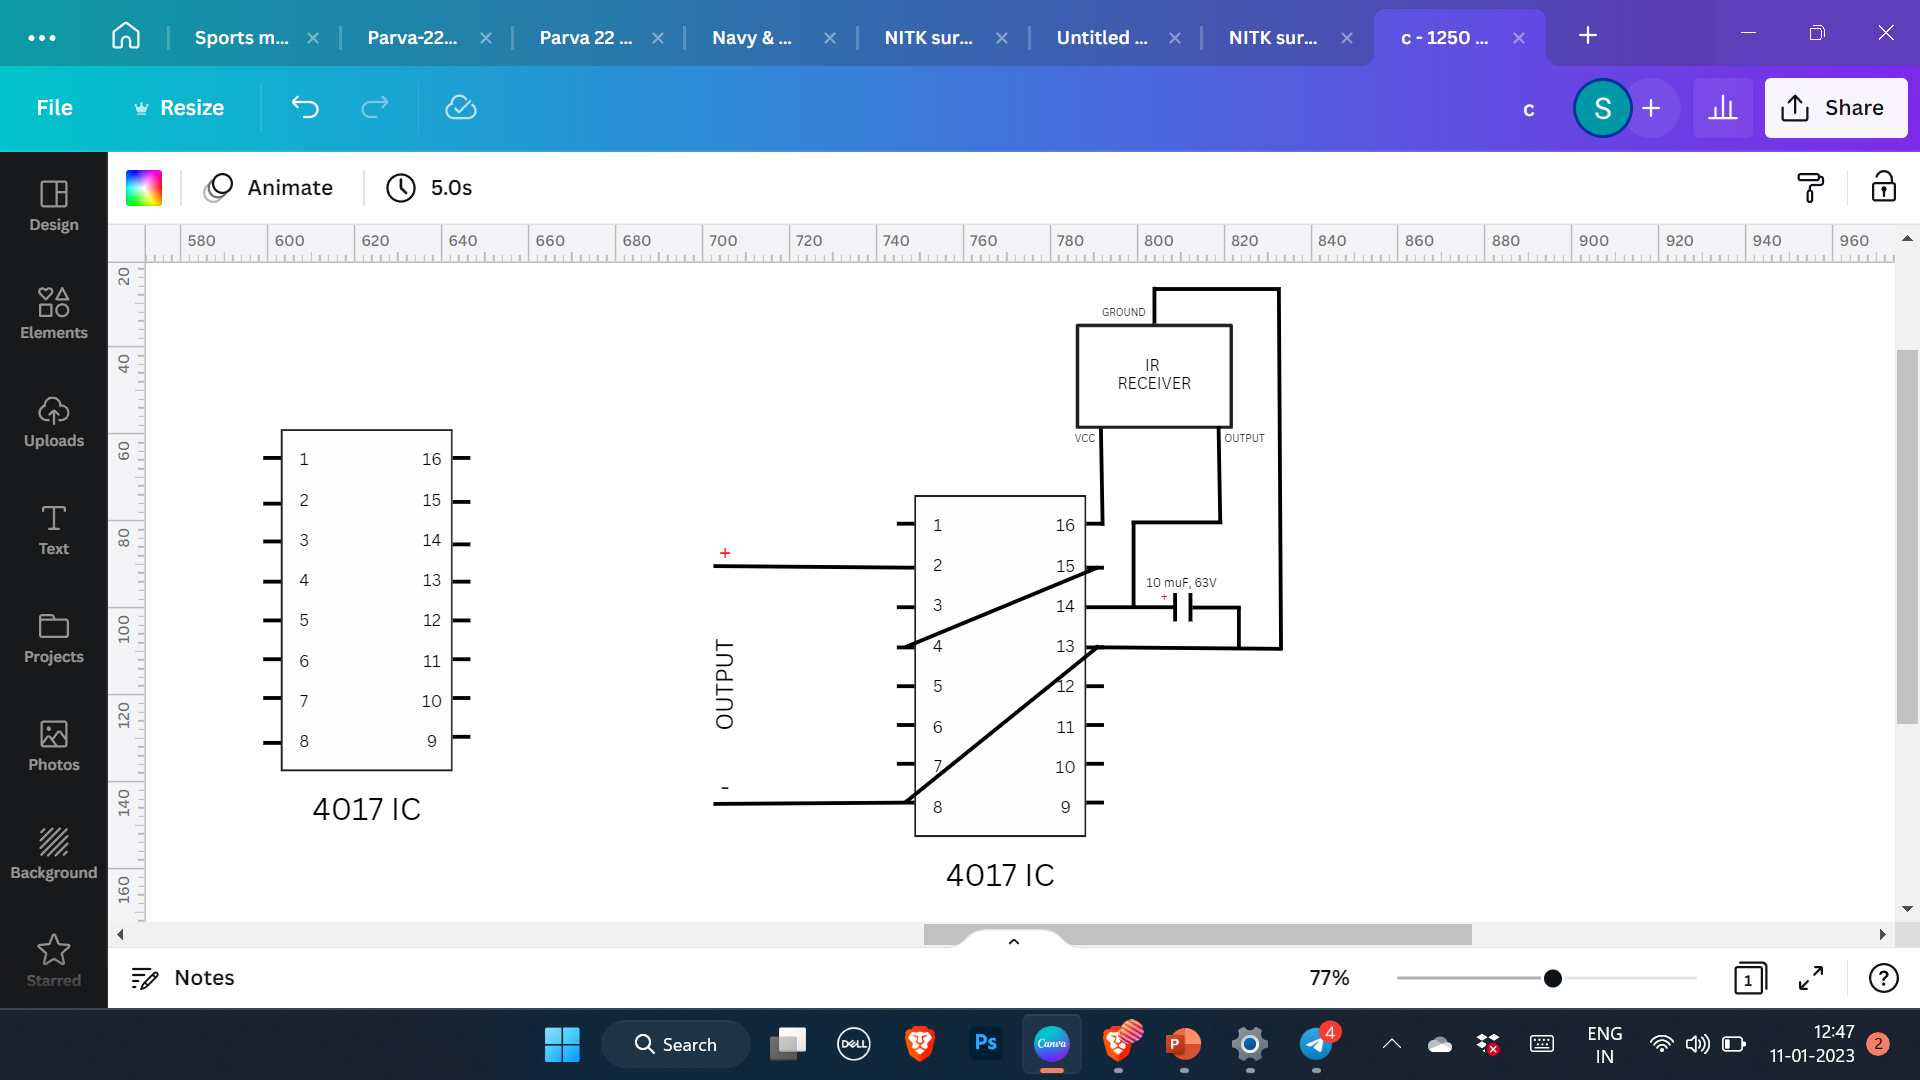 Sports m...
Parva-22...
Parva 22 ...
Navy & ...
NITK sur...
Untitled ...
NITK sur...
c - 1250 ...
File
Resize
c
S
Share
Animate
5.0s
Design
Elements
Uploads
Text
Projects
Photos
Background
Starred
580 600 620 640 660 680 700 720 740 760 780 800 820 840 860 880 900 920 940 960
20
40
60
80
100
120
140
160
GROUND
IR
RECEIVER
VCC
OUTPUT
1 16
2 15
3 14
4 13
5 12
6 11
7 10
8 9
4017 IC
+
OUTPUT
-
1 16
2 15
3 14
4 13
5 12
6 11
7 10
8 9
10 muF, 63V
+
4017 IC
Notes
77%
1
Search
DELL
Ps
Canva
P
4
ENG
IN
12:47
11-01-2023
2